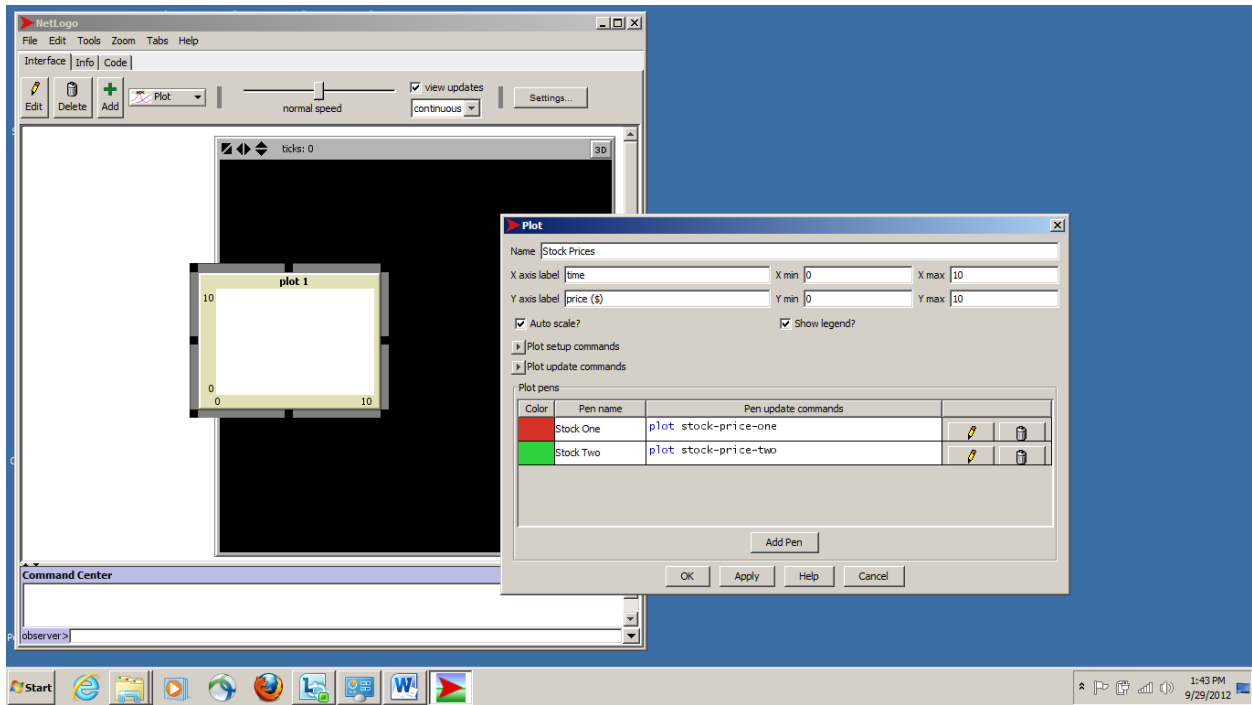 NetLogo
File Edit Tools Zoom Tabs Help
Interface Info Code
Edit Delete Add Plot normal speed view updates continuous Settings...
ticks: 0 3D
plot 1
10
0
0 10
Command Center
observer>
Plot
Name Stock Prices
X axis label time X min 0 X max 10
Y axis label price ($) Y min 0 Y max 10
Auto scale? Show legend?
Plot setup commands
Plot update commands
Plot pens
Color Pen name Pen update commands
Stock One plot stock-price-one
Stock Two plot stock-price-two
Add Pen
OK Apply Help Cancel
Start 1:43 PM
9/29/2012